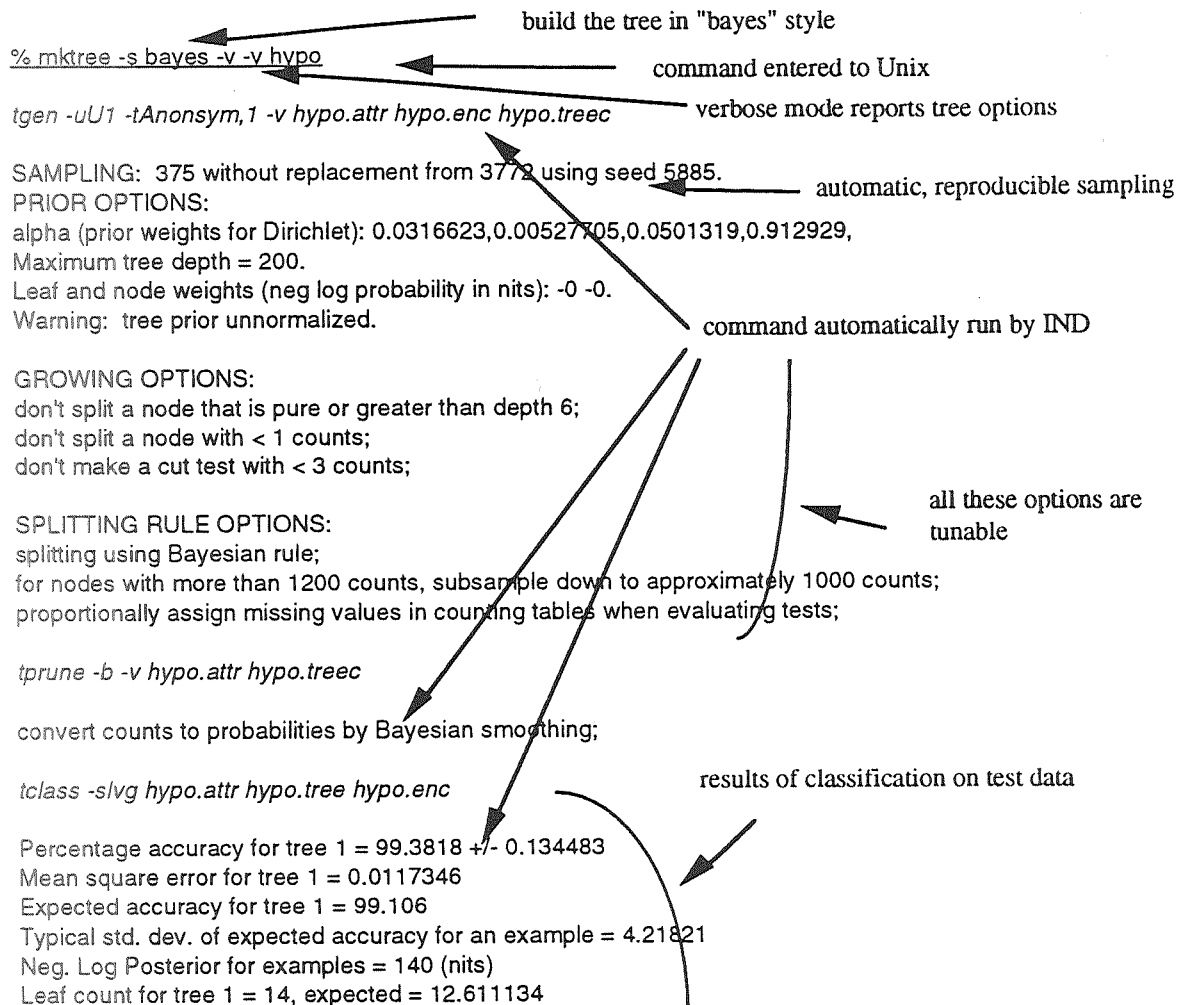 build the tree in "bayes" style
% mktree -s bayes -v -v hypo
command entered to Unix
verbose mode reports tree options
tgen -uU1 -tAnonsym,1 -v hypo.attr hypo.enc hypo.treec
SAMPLING: 375 without replacement from 3772 using seed 5885.
automatic, reproducible sampling
PRIOR OPTIONS:
alpha (prior weights for Dirichlet): 0.0316623,0.00527705,0.0501319,0.912929,
Maximum tree depth = 200.
Leaf and node weights (neg log probability in nits): -0 -0.
Warning: tree prior unnormalized.
command automatically run by IND
GROWING OPTIONS:
don't split a node that is pure or greater than depth 6;
don't split a node with < 1 counts;
don't make a cut test with < 3 counts;
all these options are
tunable
SPLITTING RULE OPTIONS:
splitting using Bayesian rule;
for nodes with more than 1200 counts, subsample down to approximately 1000 counts;
proportionally assign missing values in counting tables when evaluating tests;
tprune -b -v hypo.attr hypo.treec
convert counts to probabilities by Bayesian smoothing;
tclass -slvg hypo.attr hypo.tree hypo.enc
results of classification on test data
Percentage accuracy for tree 1 = 99.3818 +/- 0.134483
Mean square error for tree 1 = 0.0117346
Expected accuracy for tree 1 = 99.106
Typical std. dev. of expected accuracy for an example = 4.21821
Neg. Log Posterior for examples = 140 (nits)
Leaf count for tree 1 = 14, expected = 12.611134